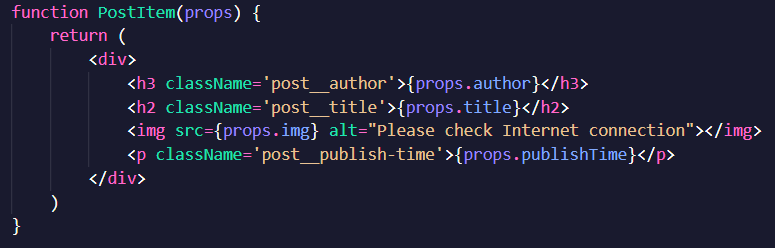 function PostItem(props) {
    return (
        <div>
            <h3 className='post__author'>{props.author}</h3>
            <h2 className='post__title'>{props.title}</h2>
            <img src={props.img} alt="Please check Internet connection"></img>
            <p className='post__publish-time'>{props.publishTime}</p>
        </div>
    )
}